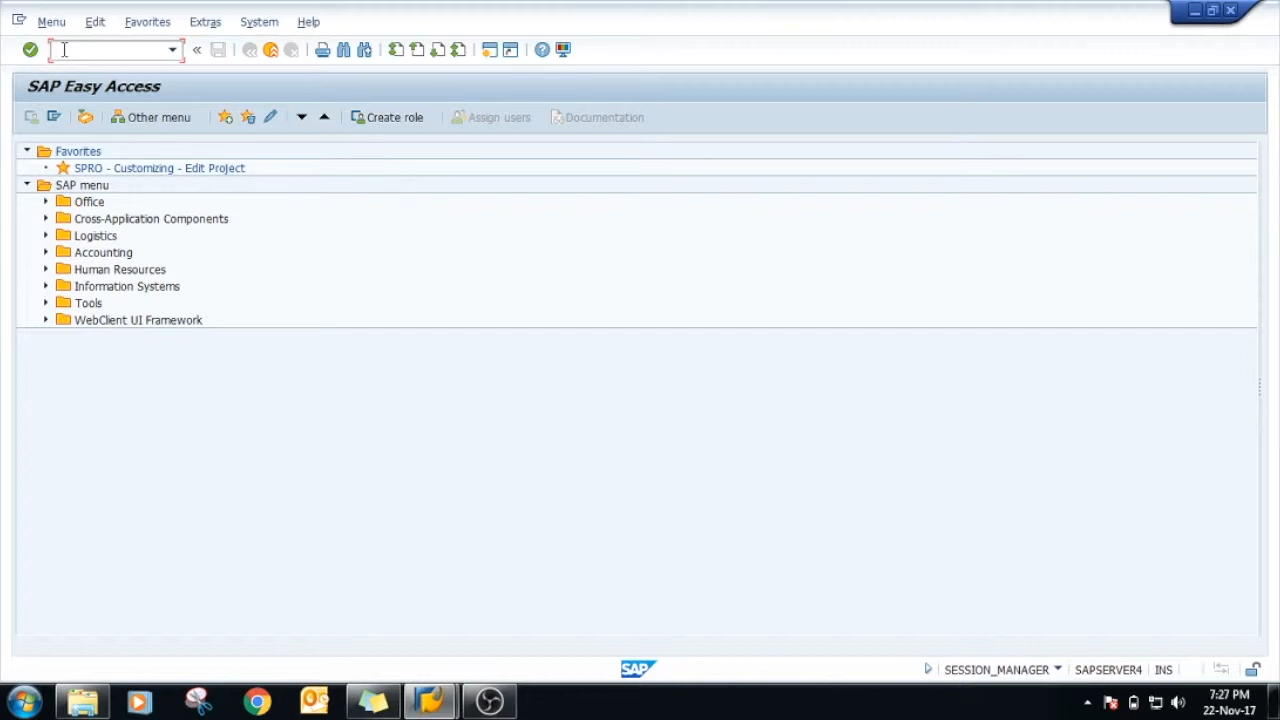 Menu Edit Favorites Extras System Help
SAP Easy Access
Other menu Create role Assign users Documentation
Favorites
SPRO - Customizing - Edit Project
SAP menu
Office
Cross-Application Components
Logistics
Accounting
Human Resources
Information Systems
Tools
WebClient UI Framework
SAP SESSION_MANAGER SAPSERVER4 INS
7:27 PM
22-Nov-17